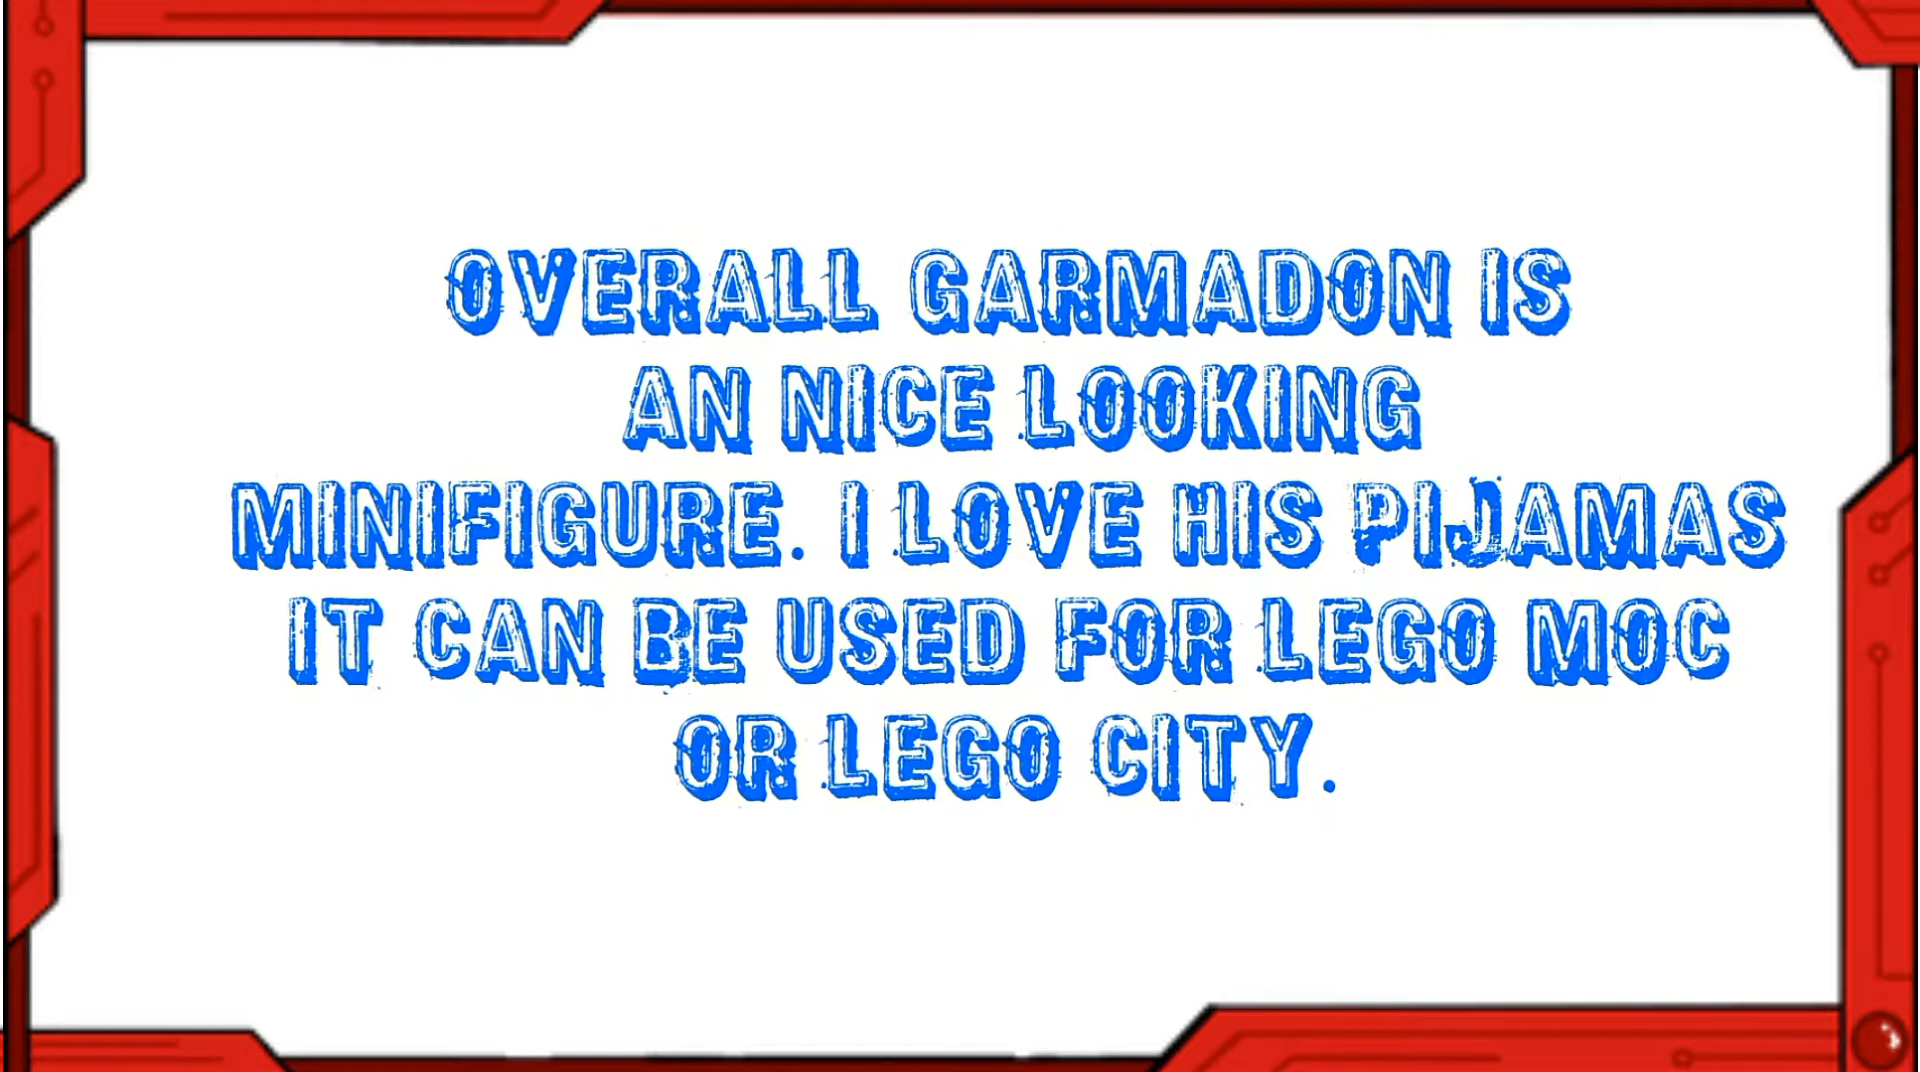 OVERALL GARMADON IS
AN NICE LOOKING
MINIFIGURE. I LOVE HIS PIJAMAS
IT CAN BE USED FOR LEGO MOC
OR LEGO CITY.